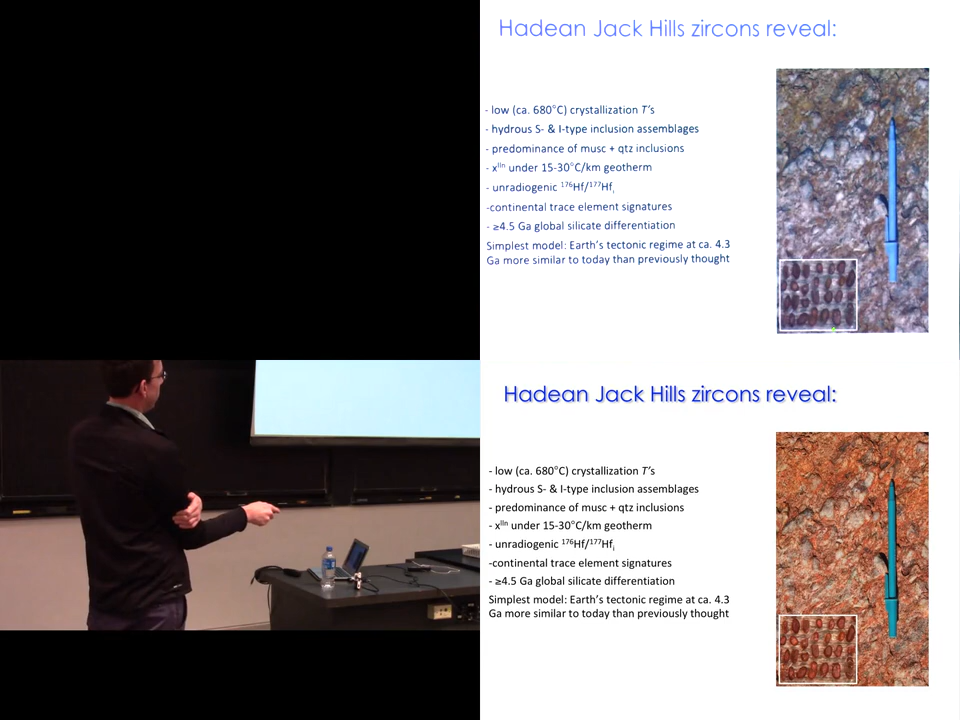 Hadean Jack Hills zircons reveal:
- low (ca. 680°C) crystallization T's
- hydrous S- & I-type inclusion assemblages
- predominance of musc + qtz inclusions
- xˡˡⁿ under 15-30°C/km geotherm
- unradiogenic ¹⁷⁶Hf/¹⁷⁷Hfᵢ
-continental trace element signatures
- ≥4.5 Ga global silicate differentiation
Simplest model: Earth's tectonic regime at ca. 4.3
Ga more similar to today than previously thought
Hadean Jack Hills zircons reveal:
- low (ca. 680°C) crystallization T's
- hydrous S- & I-type inclusion assemblages
- predominance of musc + qtz inclusions
- xˡˡⁿ under 15-30°C/km geotherm
- unradiogenic ¹⁷⁶Hf/¹⁷⁷Hfᵢ
-continental trace element signatures
- ≥4.5 Ga global silicate differentiation
Simplest model: Earth's tectonic regime at ca. 4.3
Ga more similar to today than previously thought